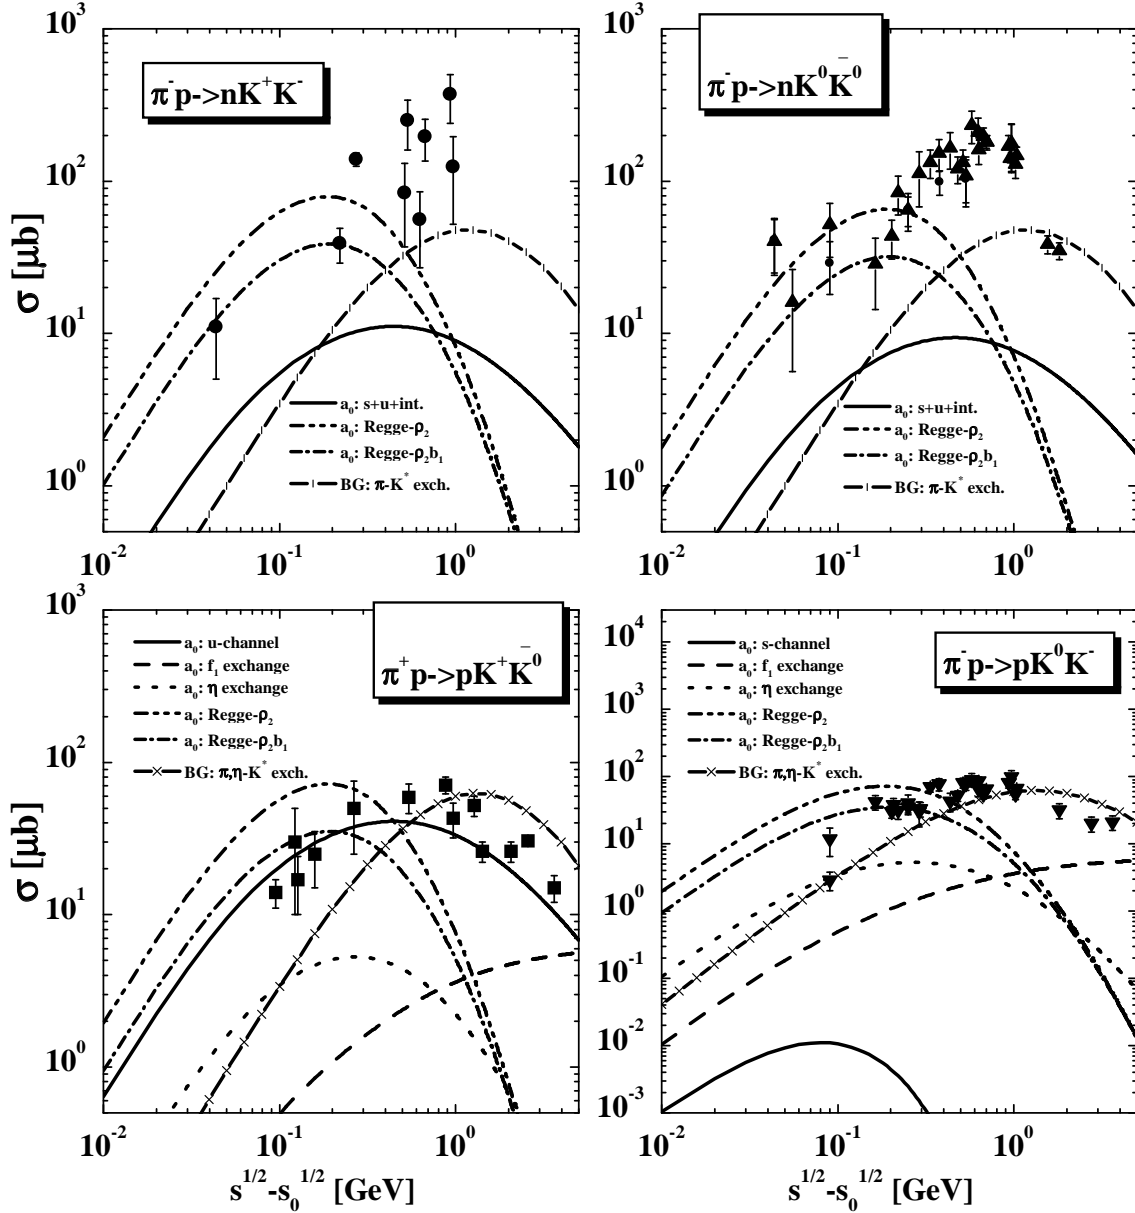 π⁻p->nK⁺K⁻
10³
10²
10¹
10⁰
σ [μb]
a₀: s+u+int.
a₀: Regge-ρ₂
a₀: Regge-ρ₂b₁
BG: π-K* exch.
10⁻² 10⁻¹ 10⁰
π⁻p->nK⁰K̄⁰
10³
10²
10¹
10⁰
a₀: s+u+int.
a₀: Regge-ρ₂
a₀: Regge-ρ₂b₁
BG: π-K* exch.
10⁻² 10⁻¹ 10⁰
π⁺p->pK⁺K̄⁰
10³
10²
10¹
10⁰
σ [μb]
a₀: u-channel
a₀: f₁ exchange
a₀: η exchange
a₀: Regge-ρ₂
a₀: Regge-ρ₂b₁
BG: π,η-K* exch.
10⁻² 10⁻¹ 10⁰
s^1/2-s₀^1/2 [GeV]
π⁻p->pK⁰K⁻
10⁴
10³
10²
10¹
10⁰
10⁻¹
10⁻²
10⁻³
a₀: s-channel
a₀: f₁ exchange
a₀: η exchange
a₀: Regge-ρ₂
a₀: Regge-ρ₂b₁
BG: π,η-K* exch.
10⁻² 10⁻¹ 10⁰
s^1/2-s₀^1/2 [GeV]